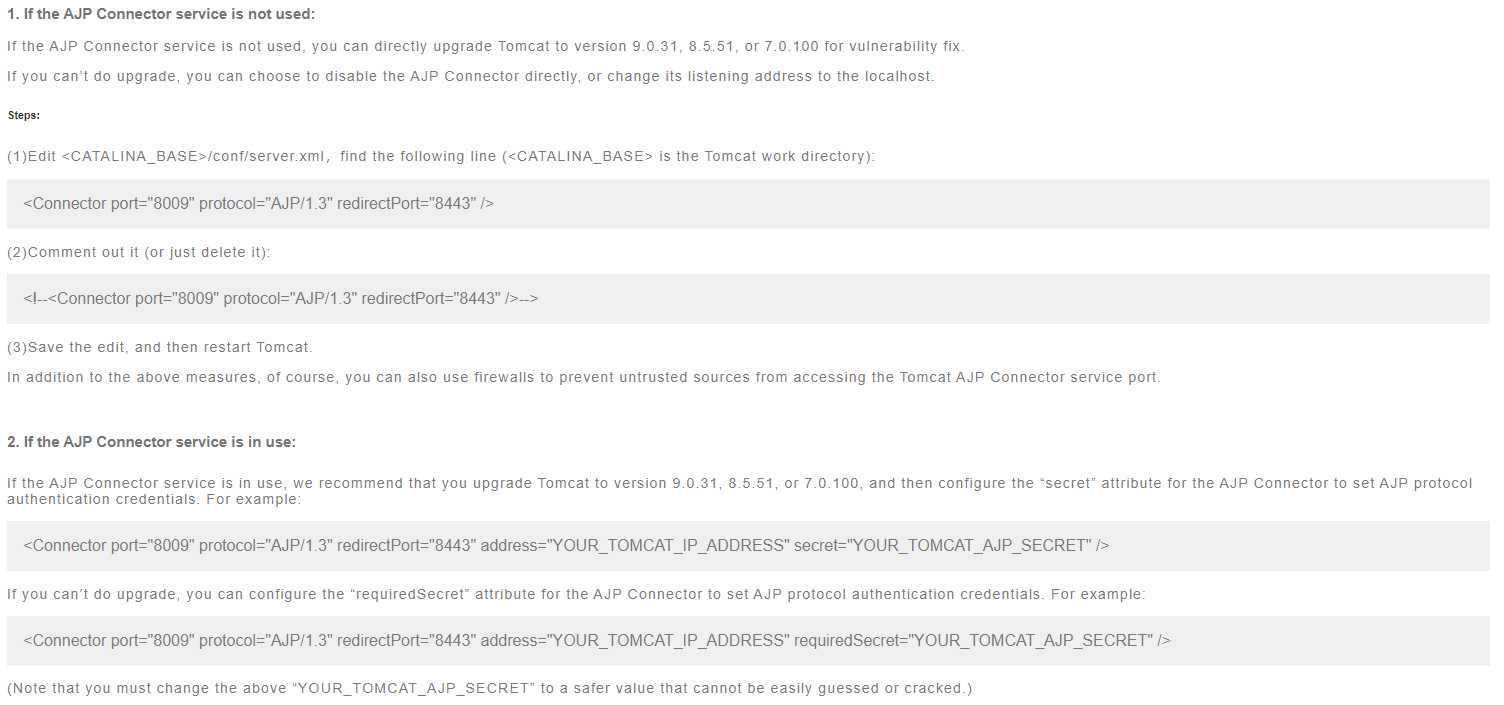 1. If the AJP Connector service is not used:
If the AJP Connector service is not used, you can directly upgrade Tomcat to version 9.0.31, 8.5.51, or 7.0.100 for vulnerability fix.
If you can’t do upgrade, you can choose to disable the AJP Connector directly, or change its listening address to the localhost.
Steps:
(1)Edit <CATALINA_BASE>/conf/server.xml，find the following line (<CATALINA_BASE> is the Tomcat work directory):
<Connector port="8009" protocol="AJP/1.3" redirectPort="8443" />
(2)Comment out it (or just delete it):
<!--<Connector port="8009" protocol="AJP/1.3" redirectPort="8443" />-->
(3)Save the edit, and then restart Tomcat.
In addition to the above measures, of course, you can also use firewalls to prevent untrusted sources from accessing the Tomcat AJP Connector service port.
2. If the AJP Connector service is in use:
If the AJP Connector service is in use, we recommend that you upgrade Tomcat to version 9.0.31, 8.5.51, or 7.0.100, and then configure the “secret” attribute for the AJP Connector to set AJP protocol
authentication credentials. For example:
<Connector port="8009" protocol="AJP/1.3" redirectPort="8443" address="YOUR_TOMCAT_IP_ADDRESS" secret="YOUR_TOMCAT_AJP_SECRET" />
If you can’t do upgrade, you can configure the “requiredSecret” attribute for the AJP Connector to set AJP protocol authentication credentials. For example:
<Connector port="8009" protocol="AJP/1.3" redirectPort="8443" address="YOUR_TOMCAT_IP_ADDRESS" requiredSecret="YOUR_TOMCAT_AJP_SECRET" />
(Note that you must change the above “YOUR_TOMCAT_AJP_SECRET” to a safer value that cannot be easily guessed or cracked.)